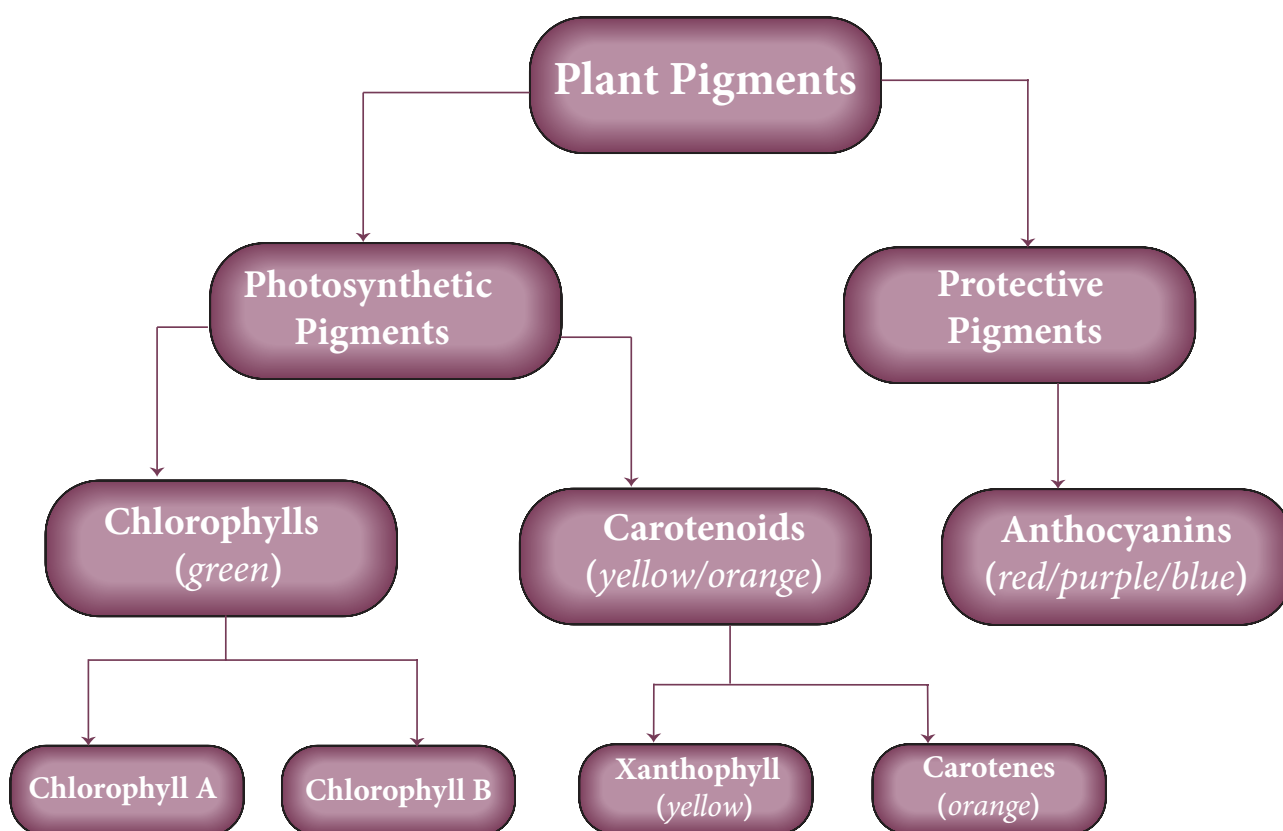 Plant Pigments
Photosynthetic
Pigments
Protective
Pigments
Chlorophylls
(green)
Carotenoids
(yellow/orange)
Anthocyanins
(red/purple/blue)
Chlorophyll A
Chlorophyll B
Xanthophyll
(yellow)
Carotenes
(orange)